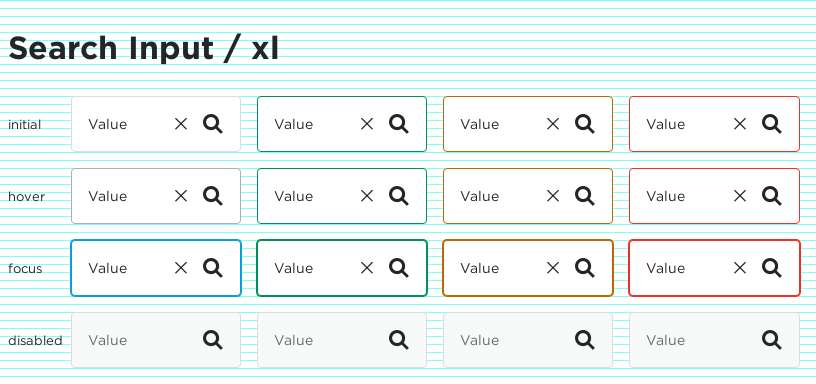 Search Input / xl
initial Value Value Value Value
hover Value Value Value Value
focus Value Value Value Value
disabled Value Value Value Value